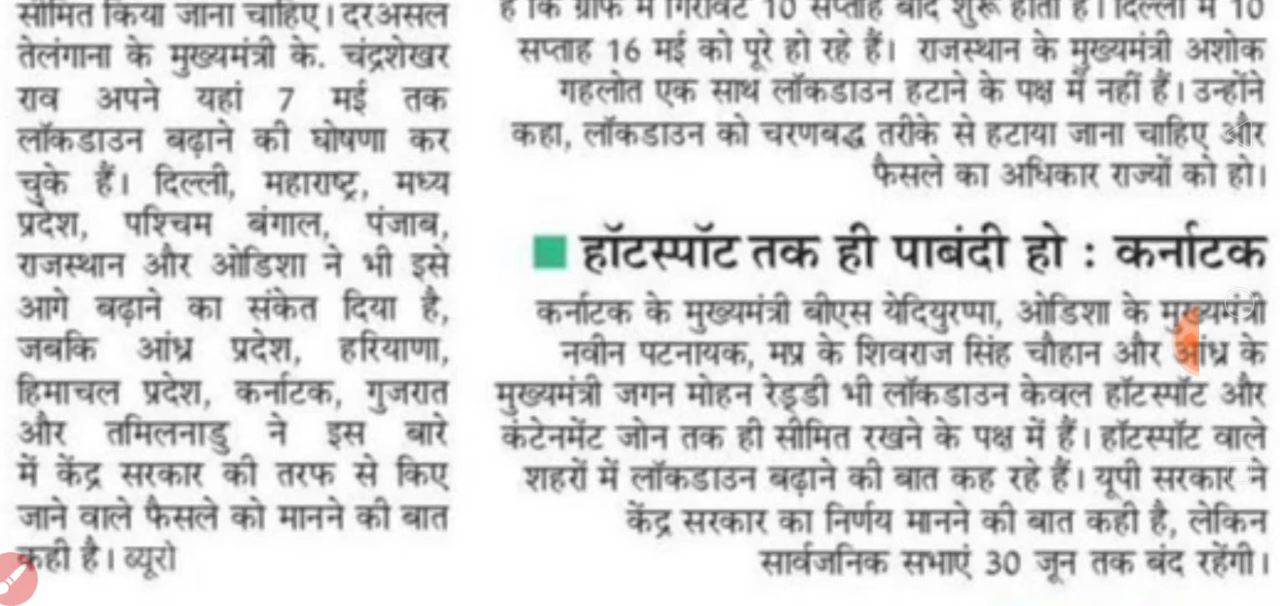 सीमित किया जाना चाहिए। दरअसल
तेलंगाना के मुख्यमंत्री के. चंद्रशेखर
राव अपने यहां 7 मई तक
लॉकडाउन बढ़ाने की घोषणा कर
चुके हैं। दिल्ली, महाराष्ट्र, मध्य
प्रदेश, पश्चिम बंगाल, पंजाब,
राजस्थान और ओडिशा ने भी इसे
आगे बढ़ाने का संकेत दिया है,
जबकि आंध्र प्रदेश, हरियाणा,
हिमाचल प्रदेश, कर्नाटक, गुजरात
और तमिलनाडु ने इस बारे
में केंद्र सरकार की तरफ से किए
जाने वाले फैसले को मानने की बात
कही है। ब्यूरो
है कि ग्राफ में गिरावट 10 सप्ताह बाद शुरू होती है। दिल्ली में 10
सप्ताह 16 मई को पूरे हो रहे हैं। राजस्थान के मुख्यमंत्री अशोक
गहलोत एक साथ लॉकडाउन हटाने के पक्ष में नहीं हैं। उन्होंने
कहा, लॉकडाउन को चरणबद्ध तरीके से हटाया जाना चाहिए और
फैसले का अधिकार राज्यों को हो।
हॉटस्पॉट तक ही पाबंदी हो : कर्नाटक
कर्नाटक के मुख्यमंत्री बीएस येदियुरप्पा, ओडिशा के मुख्यमंत्री
नवीन पटनायक, मप्र के शिवराज सिंह चौहान और आंध्र के
मुख्यमंत्री जगन मोहन रेड्डी भी लॉकडाउन केवल हॉटस्पॉट और
कंटेनमेंट जोन तक ही सीमित रखने के पक्ष में हैं। हॉटस्पॉट वाले
शहरों में लॉकडाउन बढ़ाने की बात कह रहे हैं। यूपी सरकार ने
केंद्र सरकार का निर्णय मानने की बात कही है, लेकिन
सार्वजनिक सभाएं 30 जून तक बंद रहेंगी।